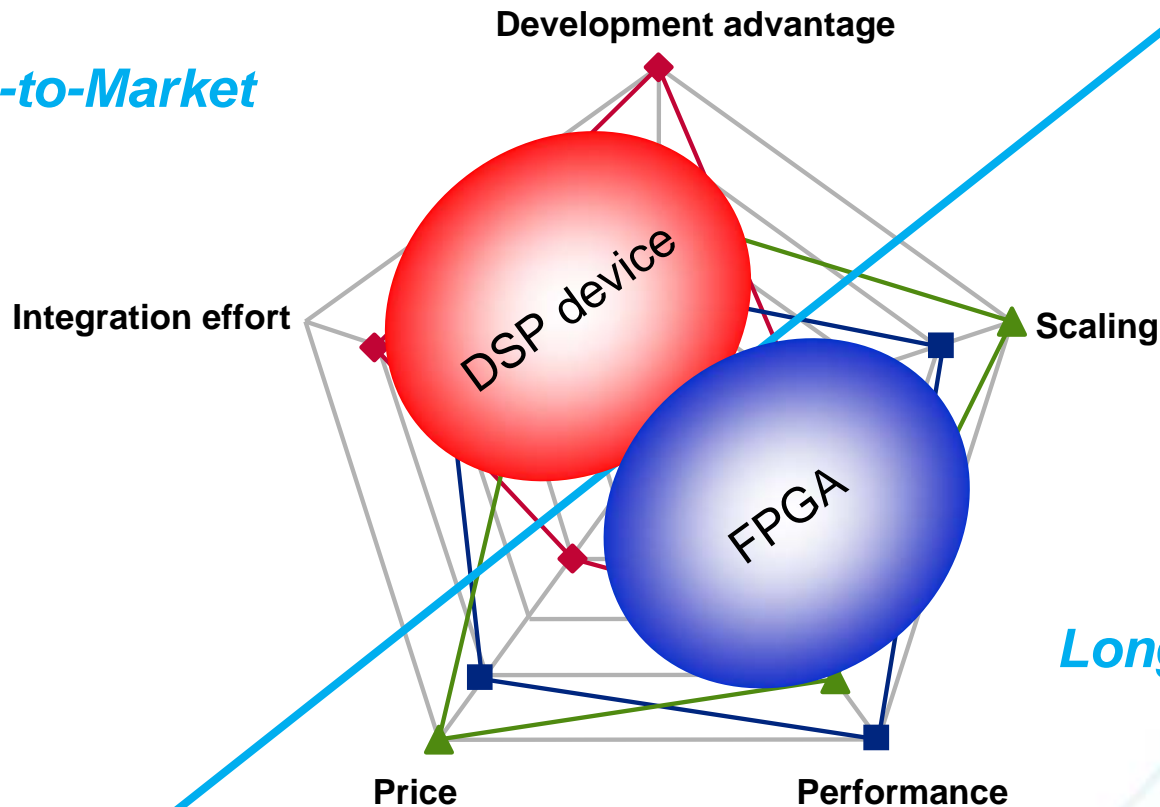 Development advantage
-to-Market
DSP device
Integration effort
Scaling
FPGA
Long
Price
Performance